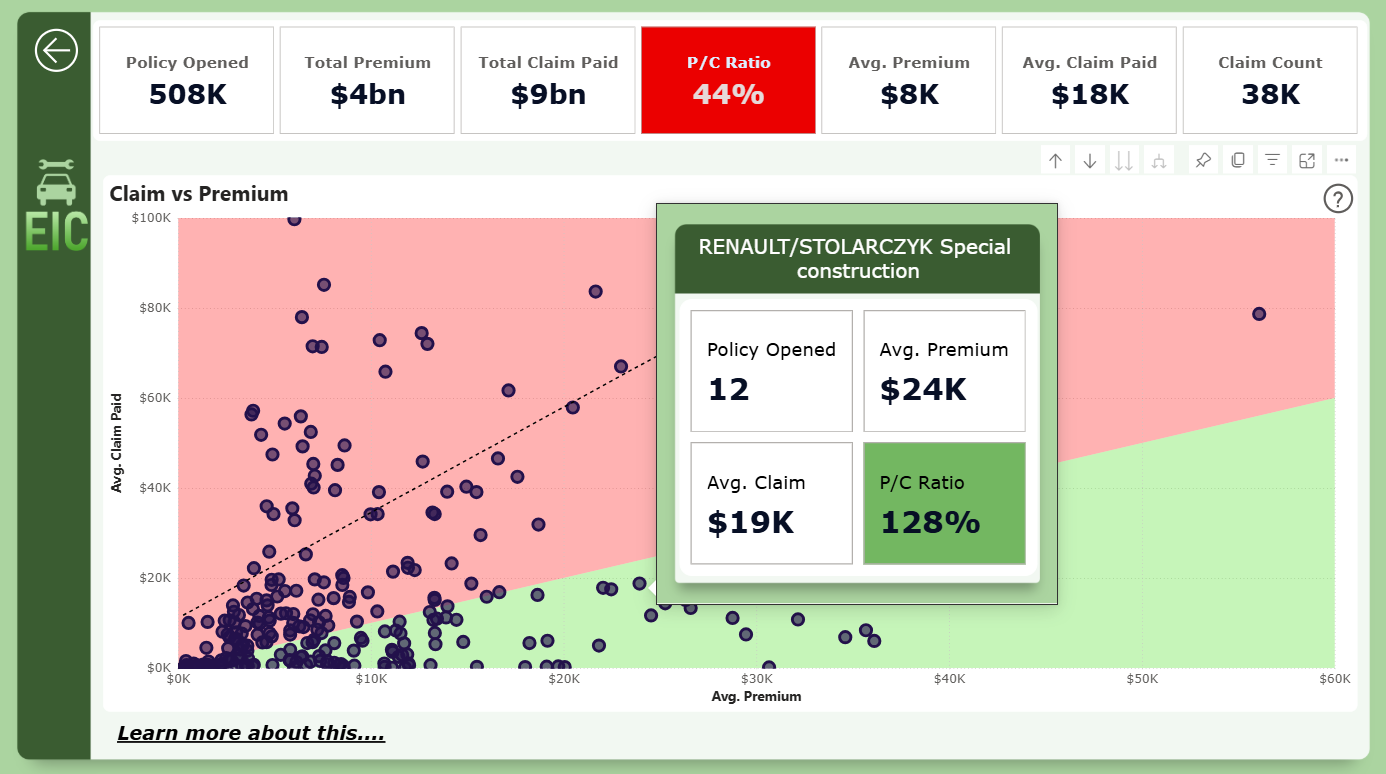 Policy Opened
508K
Total Premium
$4bn
Total Claim Paid
$9bn
P/C Ratio
44%
Avg. Premium
$8K
Avg. Claim Paid
$18K
Claim Count
38K
EIC
Claim vs Premium
?
$100K
$80K
$60K
$40K
$20K
$0K
Avg. Claim Paid
RENAULT/STOLARCZYK Special
construction
Policy Opened
12
Avg. Premium
$24K
Avg. Claim
$19K
P/C Ratio
128%
$0K
$10K
$20K
$30K
$40K
$50K
$60K
Avg. Premium
Learn more about this....